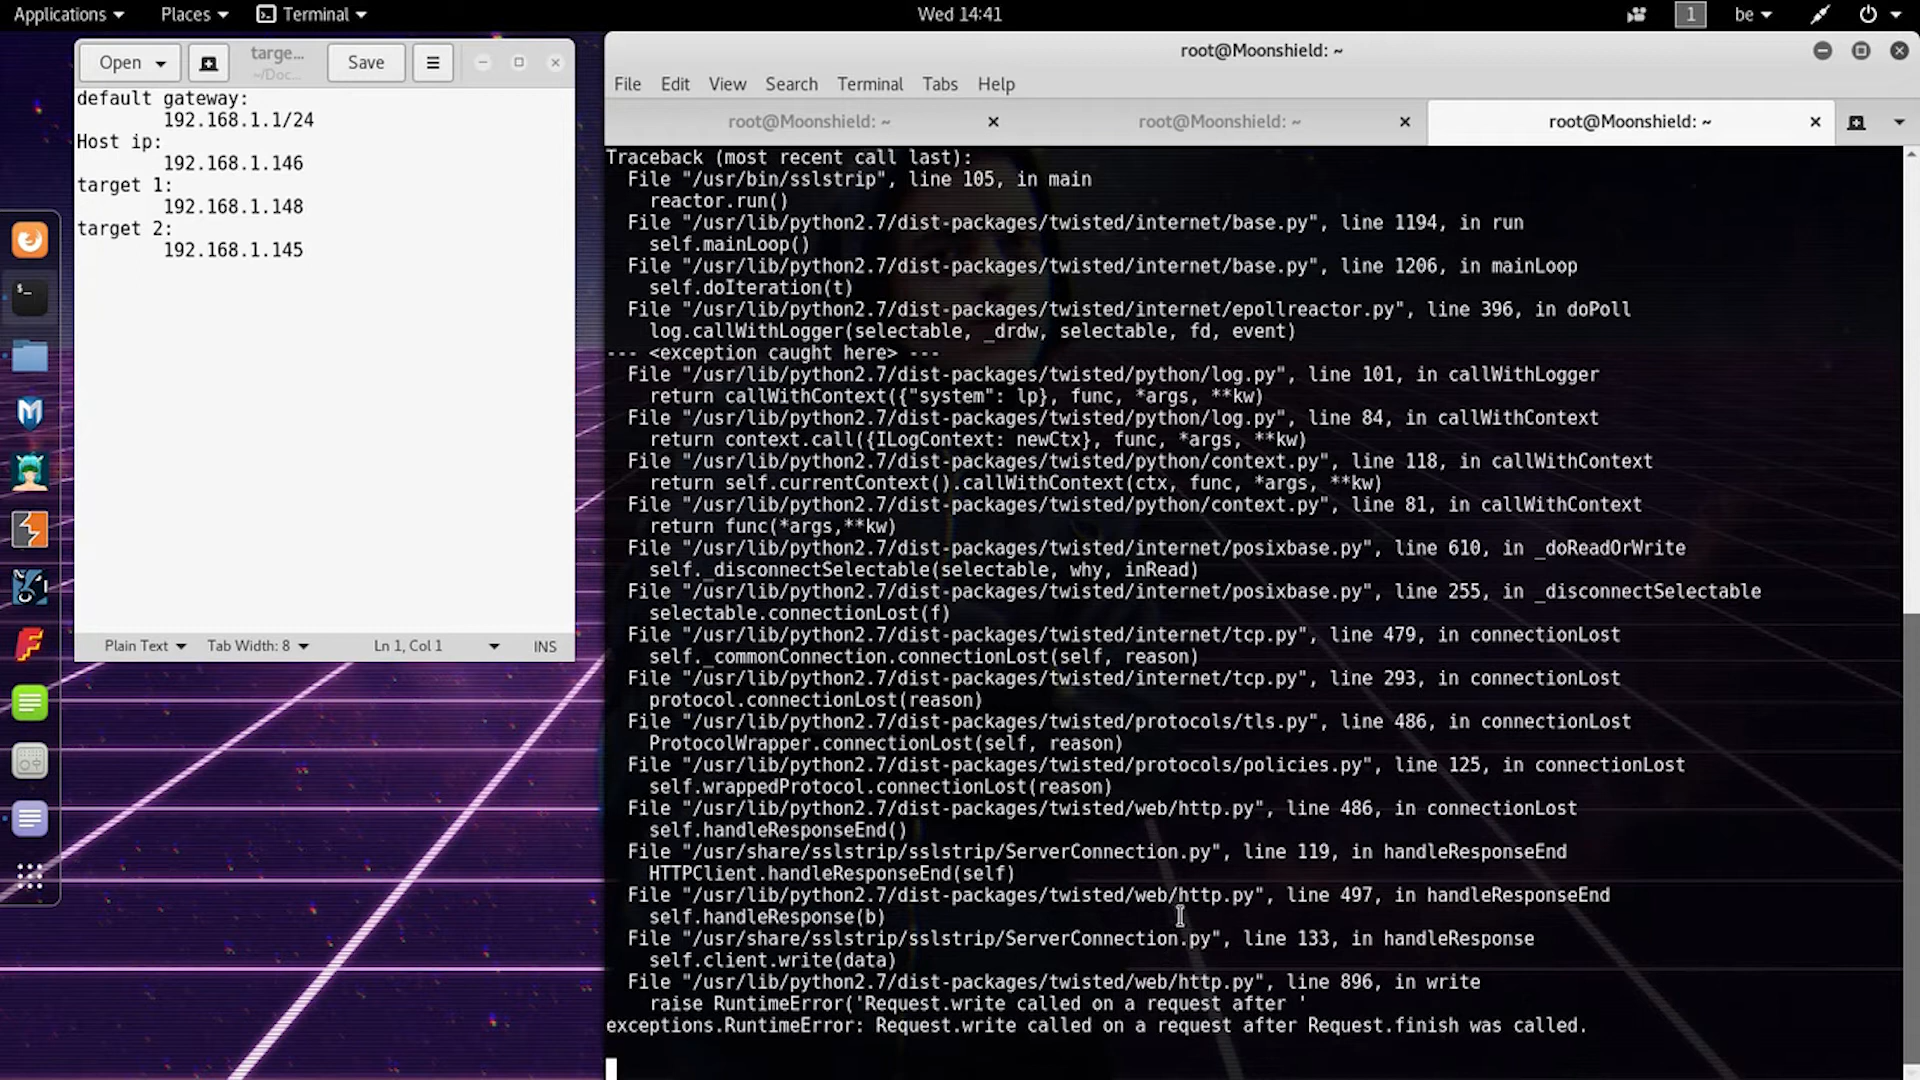 Applications
Places
Terminal
Wed 14:41
1
be
Open
targe...
~/Doc...
Save
default gateway:
192.168.1.1/24
Host ip:
192.168.1.146
target 1:
192.168.1.148
target 2:
192.168.1.145
Plain Text
Tab Width: 8
Ln 1, Col 1
INS
root@Moonshield: ~
File Edit View Search Terminal Tabs Help
root@Moonshield: ~
root@Moonshield: ~
root@Moonshield: ~
Traceback (most recent call last):
File "/usr/bin/sslstrip", line 105, in main
reactor.run()
File "/usr/lib/python2.7/dist-packages/twisted/internet/base.py", line 1194, in run
self.mainLoop()
File "/usr/lib/python2.7/dist-packages/twisted/internet/base.py", line 1206, in mainLoop
self.doIteration(t)
File "/usr/lib/python2.7/dist-packages/twisted/internet/epollreactor.py", line 396, in doPoll
log.callWithLogger(selectable, _drdw, selectable, fd, event)
--- <exception caught here> ---
File "/usr/lib/python2.7/dist-packages/twisted/python/log.py", line 101, in callWithLogger
return callWithContext({"system": lp}, func, *args, **kw)
File "/usr/lib/python2.7/dist-packages/twisted/python/log.py", line 84, in callWithContext
return context.call({ILogContext: newCtx}, func, *args, **kw)
File "/usr/lib/python2.7/dist-packages/twisted/python/context.py", line 118, in callWithContext
return self.currentContext().callWithContext(ctx, func, *args, **kw)
File "/usr/lib/python2.7/dist-packages/twisted/python/context.py", line 81, in callWithContext
return func(*args,**kw)
File "/usr/lib/python2.7/dist-packages/twisted/internet/posixbase.py", line 610, in _doReadOrWrite
self._disconnectSelectable(selectable, why, inRead)
File "/usr/lib/python2.7/dist-packages/twisted/internet/posixbase.py", line 255, in _disconnectSelectable
selectable.connectionLost(f)
File "/usr/lib/python2.7/dist-packages/twisted/internet/tcp.py", line 479, in connectionLost
self._commonConnection.connectionLost(self, reason)
File "/usr/lib/python2.7/dist-packages/twisted/internet/tcp.py", line 293, in connectionLost
protocol.connectionLost(reason)
File "/usr/lib/python2.7/dist-packages/twisted/protocols/tls.py", line 486, in connectionLost
ProtocolWrapper.connectionLost(self, reason)
File "/usr/lib/python2.7/dist-packages/twisted/protocols/policies.py", line 125, in connectionLost
self.wrappedProtocol.connectionLost(reason)
File "/usr/lib/python2.7/dist-packages/twisted/web/http.py", line 486, in connectionLost
self.handleResponseEnd()
File "/usr/share/sslstrip/sslstrip/ServerConnection.py", line 119, in handleResponseEnd
HTTPClient.handleResponseEnd(self)
File "/usr/lib/python2.7/dist-packages/twisted/web/http.py", line 497, in handleResponseEnd
self.handleResponse(b)
File "/usr/share/sslstrip/sslstrip/ServerConnection.py", line 133, in handleResponse
self.client.write(data)
File "/usr/lib/python2.7/dist-packages/twisted/web/http.py", line 896, in write
raise RuntimeError('Request.write called on a request after '
exceptions.RuntimeError: Request.write called on a request after Request.finish was called.